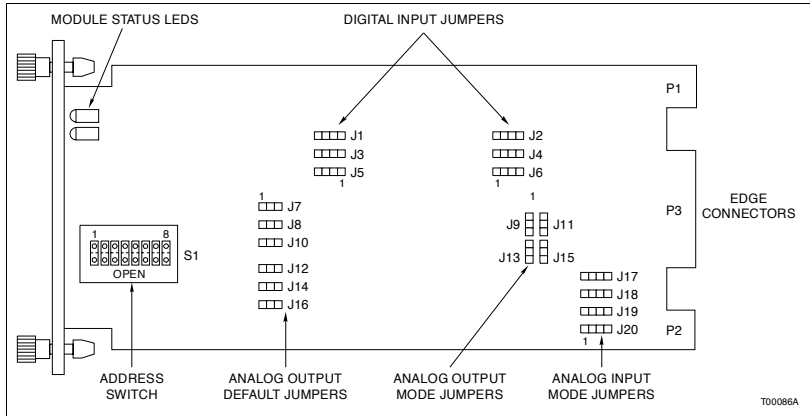 MODULE STATUS LEDS
DIGITAL INPUT JUMPERS
P1
J1
J2
J3
J4
J5
J6
1
1
1
J7
J8
J10
J12
J14
J16
J9
J11
J13
J15
P3
EDGE
CONNECTORS
1 8
S1
OPEN
J17
J18
J19
J20
1
P2
ADDRESS
SWITCH
ANALOG OUTPUT
DEFAULT JUMPERS
ANALOG OUTPUT
MODE JUMPERS
ANALOG INPUT
MODE JUMPERS
T00086A